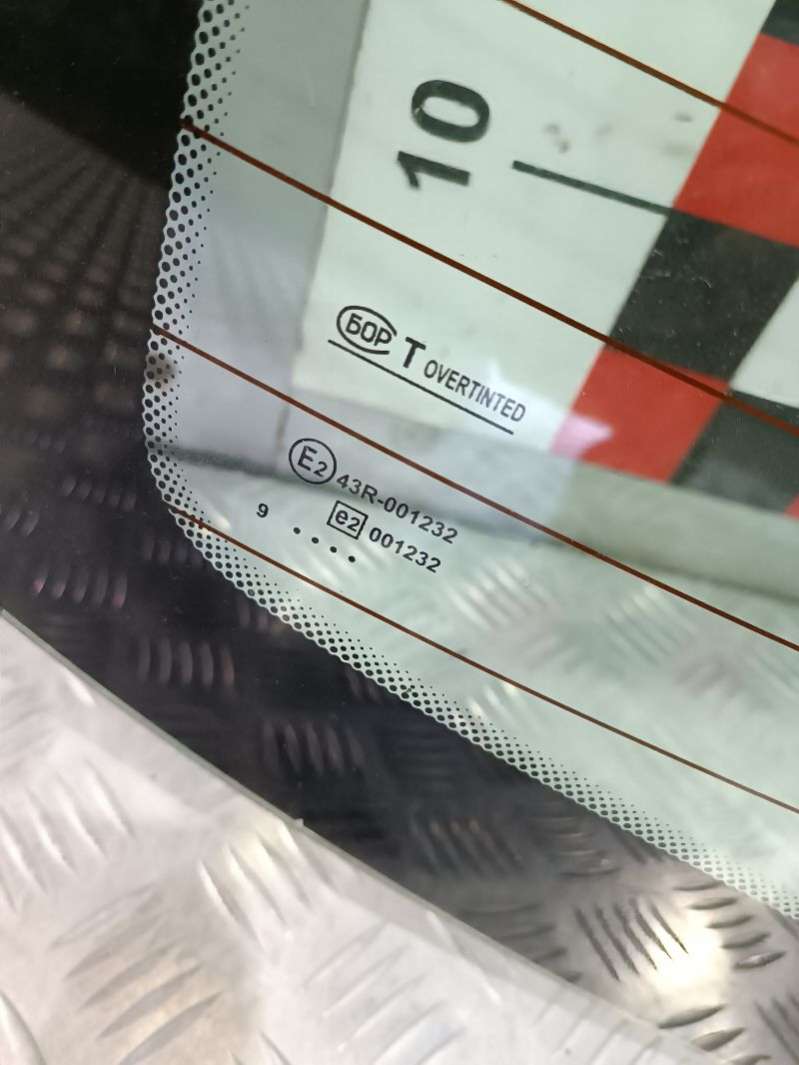 10
БОР T OVERTINTED
E2 43R-001232
e2 001232
9 ....